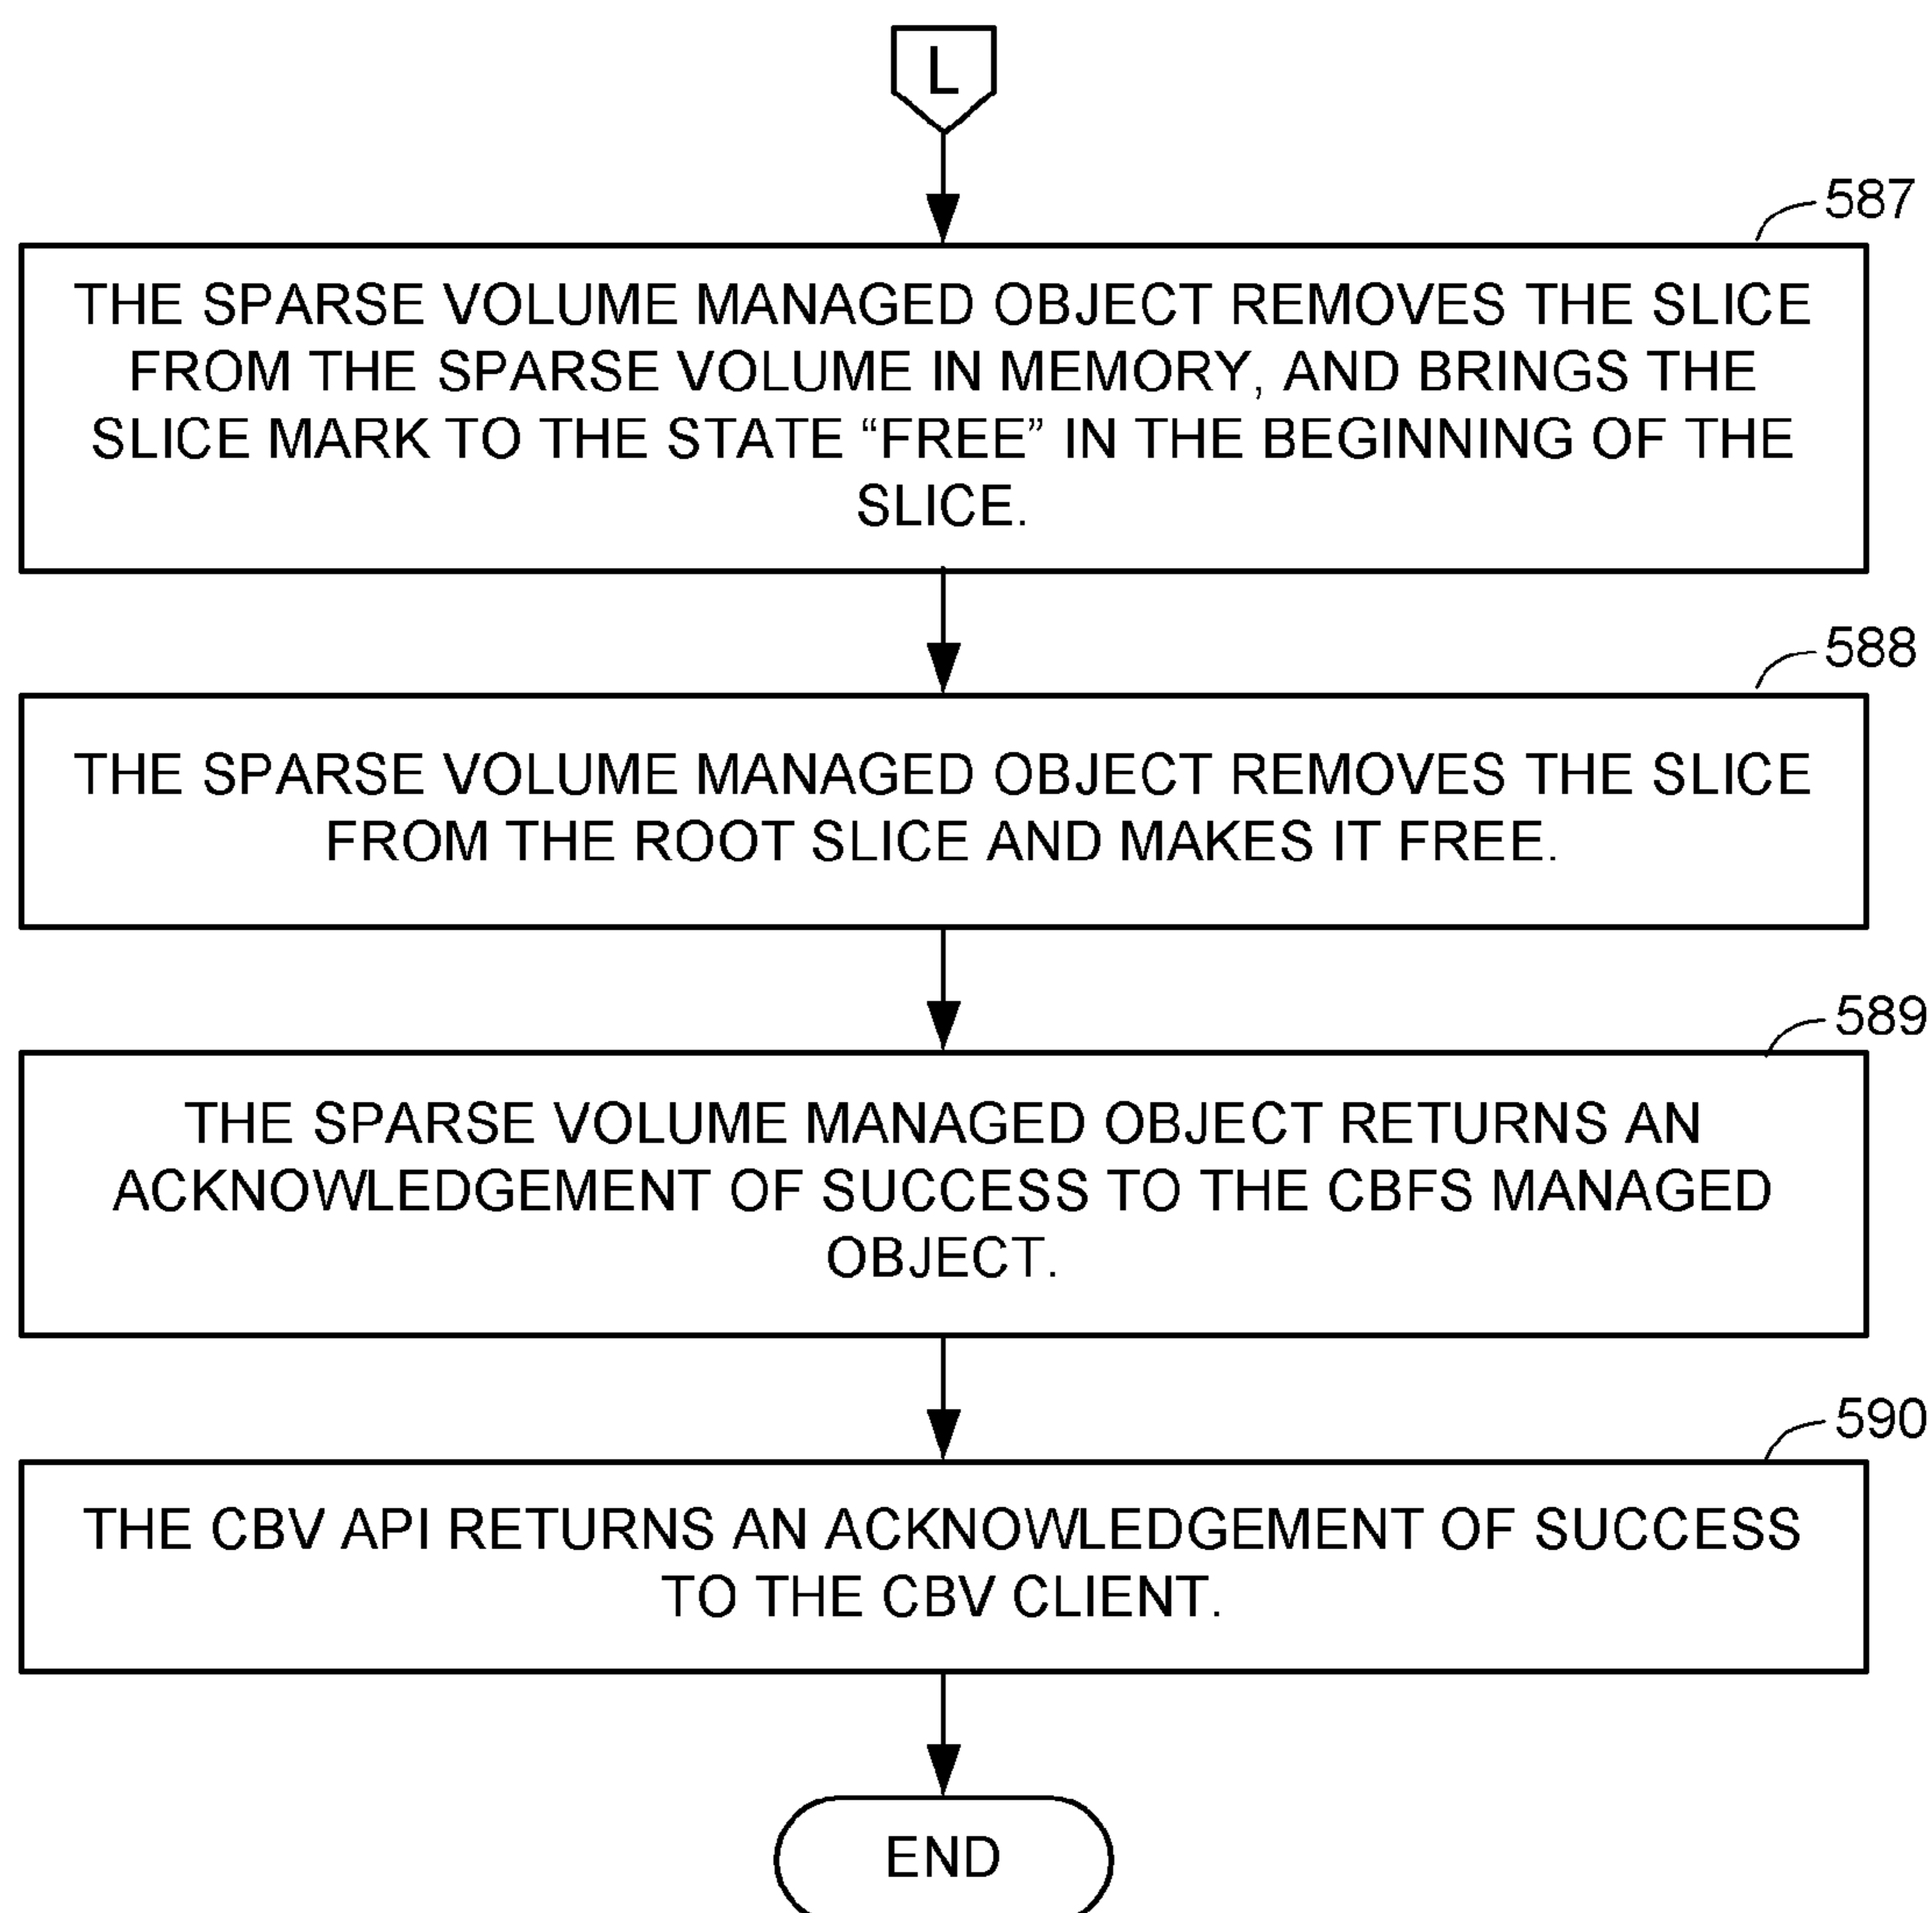 L
587
THE SPARSE VOLUME MANAGED OBJECT REMOVES THE SLICE
FROM THE SPARSE VOLUME IN MEMORY, AND BRINGS THE
SLICE MARK TO THE STATE “FREE” IN THE BEGINNING OF THE
SLICE.
588
THE SPARSE VOLUME MANAGED OBJECT REMOVES THE SLICE
FROM THE ROOT SLICE AND MAKES IT FREE.
589
THE SPARSE VOLUME MANAGED OBJECT RETURNS AN
ACKNOWLEDGEMENT OF SUCCESS TO THE CBFS MANAGED
OBJECT.
590
THE CBV API RETURNS AN ACKNOWLEDGEMENT OF SUCCESS
TO THE CBV CLIENT.
END